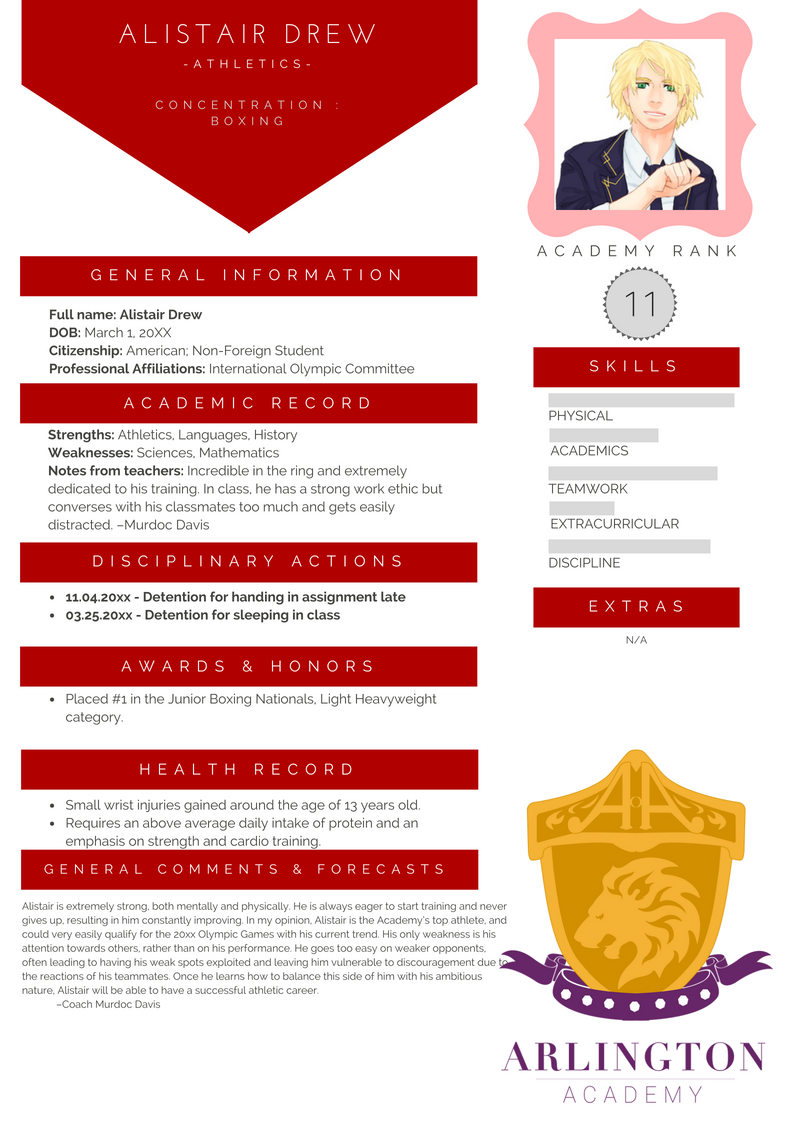 ALISTAIR DREW
-ATHLETICS-
CONCENTRATION :
BOXING
ACADEMY RANK
11
GENERAL INFORMATION
Full name: Alistair Drew
DOB: March 1, 20XX
Citizenship: American; Non-Foreign Student
Professional Affiliations: International Olympic Committee
ACADEMIC RECORD
Strengths: Athletics, Languages, History
Weaknesses: Sciences, Mathematics
Notes from teachers: Incredible in the ring and extremely
dedicated to his training. In class, he has a strong work ethic but
converses with his classmates too much and gets easily
distracted. –Murdoc Davis
DISCIPLINARY ACTIONS
• 11.04.20xx - Detention for handing in assignment late
• 03.25.20xx - Detention for sleeping in class
AWARDS & HONORS
• Placed #1 in the Junior Boxing Nationals, Light Heavyweight
category.
HEALTH RECORD
• Small wrist injuries gained around the age of 13 years old.
• Requires an above average daily intake of protein and an
emphasis on strength and cardio training.
GENERAL COMMENTS & FORECASTS
Alistair is extremely strong, both mentally and physically. He is always eager to start training and never
gives up, resulting in him constantly improving. In my opinion, Alistair is the Academy's top athlete, and
could very easily qualify for the 20xx Olympic Games with his current trend. His only weakness is his
attention towards others, rather than on his performance. He goes too easy on weaker opponents,
often leading to having his weak spots exploited and leaving him vulnerable to discouragement due to
the reactions of his teammates. Once he learns how to balance this side of him with his ambitious
nature, Alistair will be able to have a successful athletic career.
–Coach Murdoc Davis
SKILLS
PHYSICAL
ACADEMICS
TEAMWORK
EXTRACURRICULAR
DISCIPLINE
EXTRAS
N/A
AoA
ARLINGTON
ACADEMY